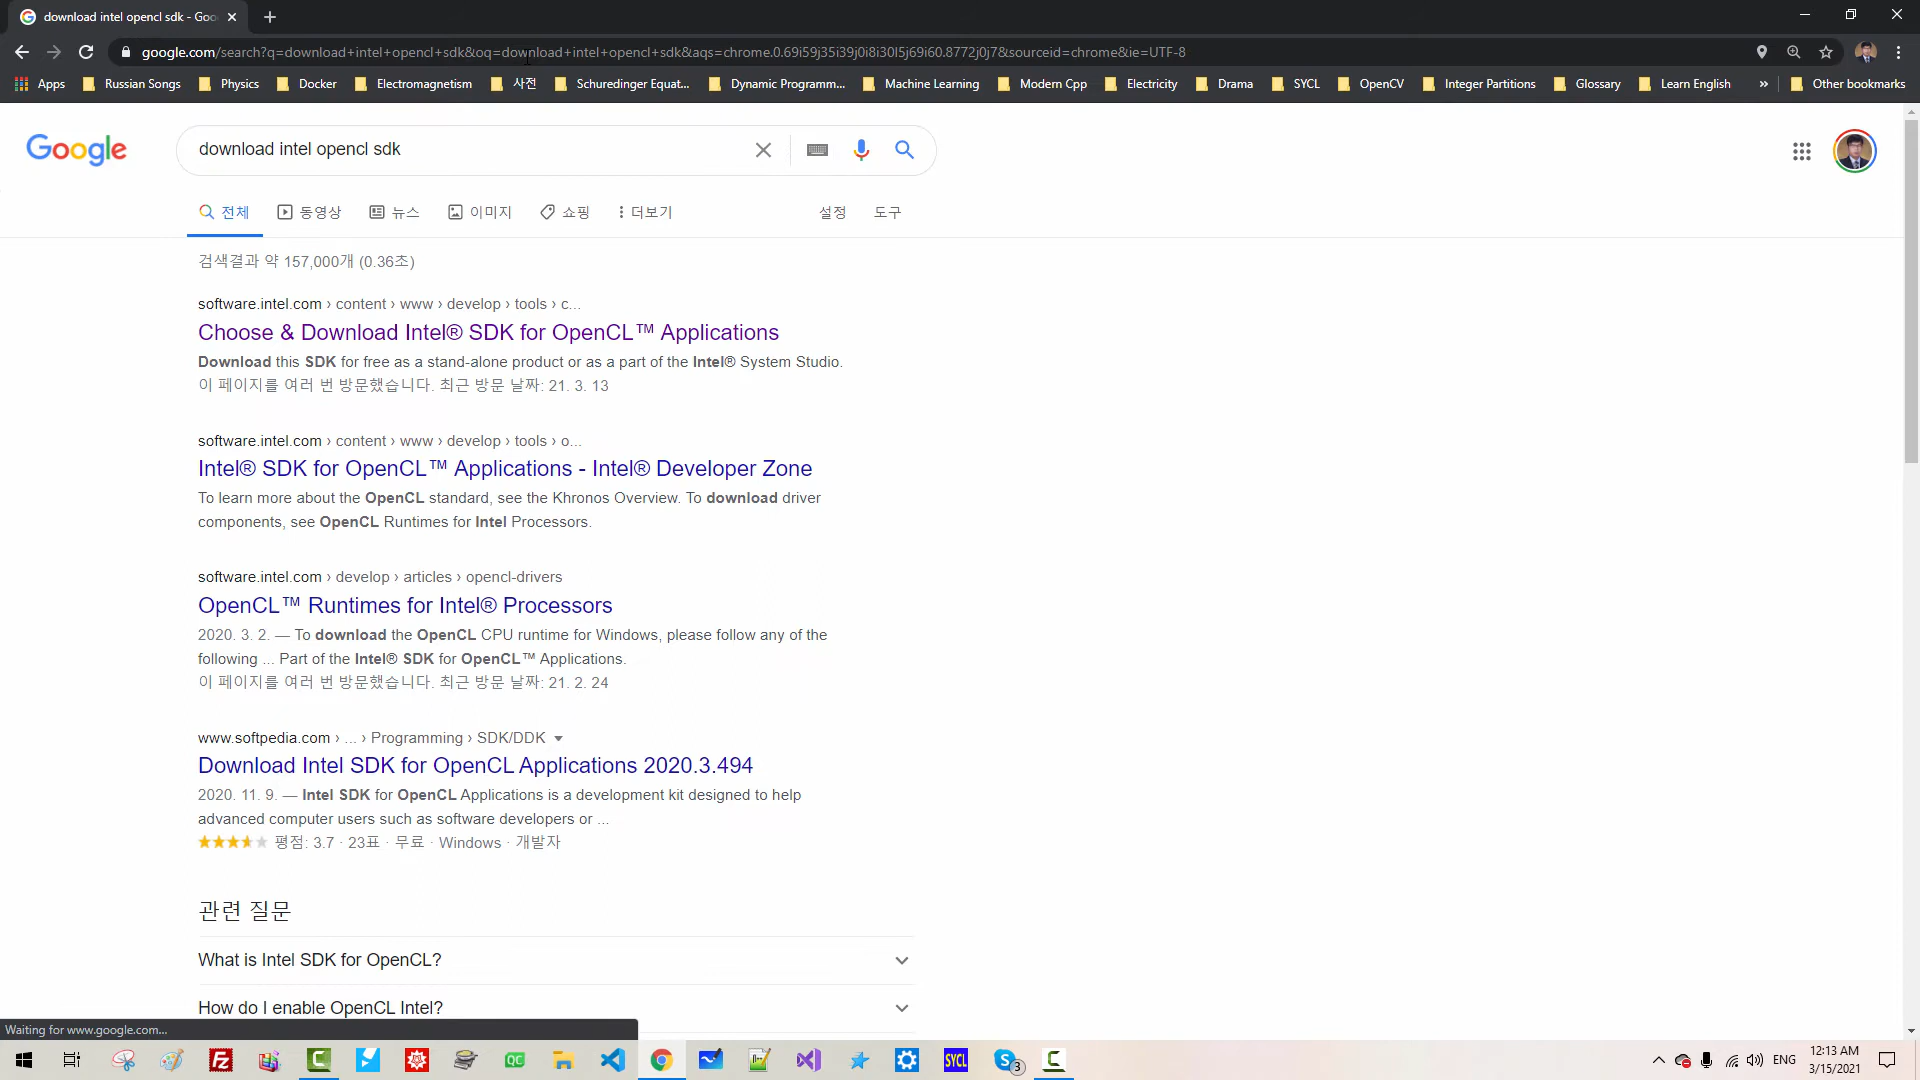 download intel opencl sdk - Goo
google.com/search?q=download+intel+opencl+sdk&oq=download+intel+opencl+sdk&aqs=chrome.0.69i59j35i39j0i8i30l5j69i60.8772j0j7&sourceid=chrome&ie=UTF-8
Apps Russian Songs Physics Docker Electromagnetism 사전 Schuredinger Equat... Dynamic Programm... Machine Learning Modern Cpp Electricity Drama SYCL OpenCV Integer Partitions Glossary Learn English » Other bookmarks
Google
download intel opencl sdk
전체 동영상 뉴스 이미지 쇼핑 더보기 설정 도구
검색결과 약 157,000개 (0.36초)
software.intel.com › content › www › develop › tools › c...
Choose & Download Intel® SDK for OpenCL™ Applications
Download this SDK for free as a stand-alone product or as a part of the Intel® System Studio.
이 페이지를 여러 번 방문했습니다. 최근 방문 날짜: 21. 3. 13
software.intel.com › content › www › develop › tools › o...
Intel® SDK for OpenCL™ Applications - Intel® Developer Zone
To learn more about the OpenCL standard, see the Khronos Overview. To download driver
components, see OpenCL Runtimes for Intel Processors.
software.intel.com › develop › articles › opencl-drivers
OpenCL™ Runtimes for Intel® Processors
2020. 3. 2. — To download the OpenCL CPU runtime for Windows, please follow any of the
following ... Part of the Intel® SDK for OpenCL™ Applications.
이 페이지를 여러 번 방문했습니다. 최근 방문 날짜: 21. 2. 24
www.softpedia.com › ... › Programming › SDK/DDK
Download Intel SDK for OpenCL Applications 2020.3.494
2020. 11. 9. — Intel SDK for OpenCL Applications is a development kit designed to help
advanced computer users such as software developers or ...
평점: 3.7 · 23표 · 무료 · Windows · 개발자
관련 질문
What is Intel SDK for OpenCL?
How do I enable OpenCL Intel?
Waiting for www.google.com...
QC SYCL 3 ENG 12:13 AM
3/15/2021